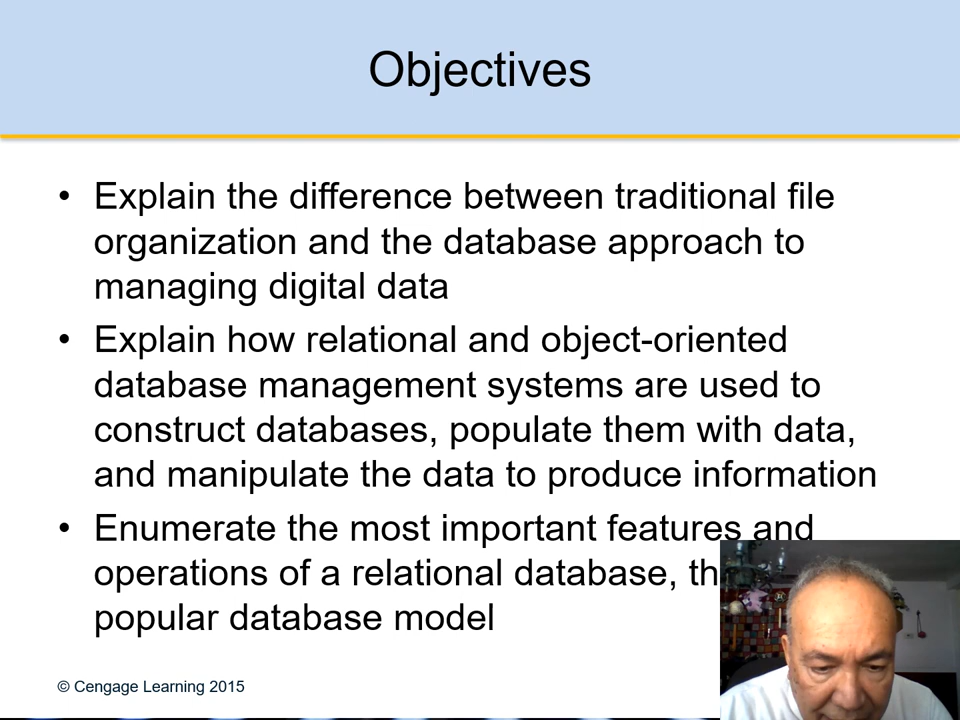 Objectives
• Explain the difference between traditional file
organization and the database approach to
managing digital data
• Explain how relational and object-oriented
database management systems are used to
construct databases, populate them with data,
and manipulate the data to produce information
• Enumerate the most important features and
operations of a relational database,
popular database model
© Cengage Learning 2015